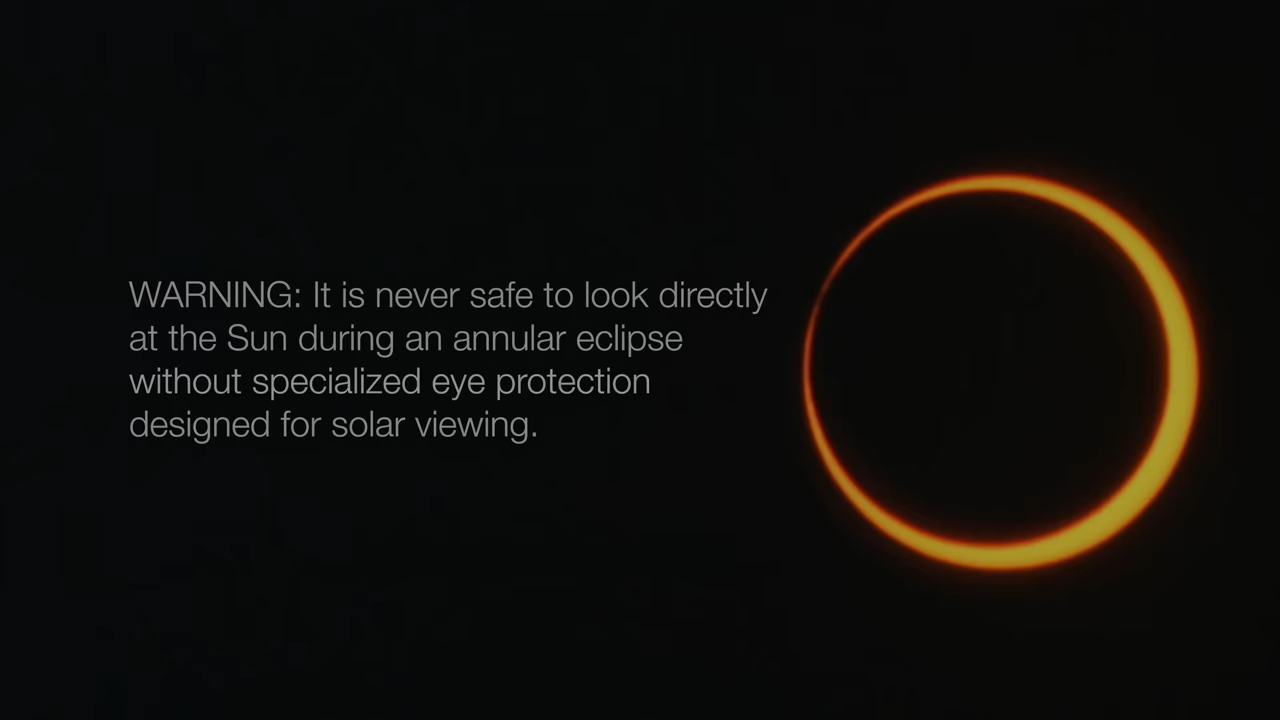 WARNING: It is never safe to look directly
at the Sun during an annular eclipse
without specialized eye protection
designed for solar viewing.